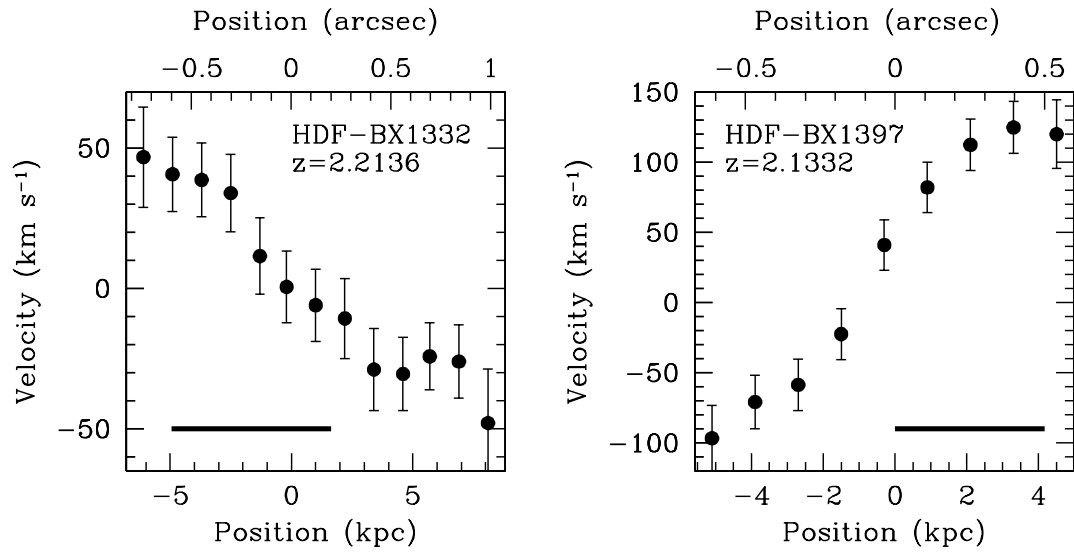 Position (arcsec)
−0.5 0 0.5 1
HDF−BX1332
z=2.2136
50
0
−50
Velocity (km s⁻¹)
−5 0 5
Position (kpc)
Position (arcsec)
−0.5 0 0.5
HDF−BX1397
z=2.1332
150
100
50
0
−50
−100
Velocity (km s⁻¹)
−4 −2 0 2 4
Position (kpc)